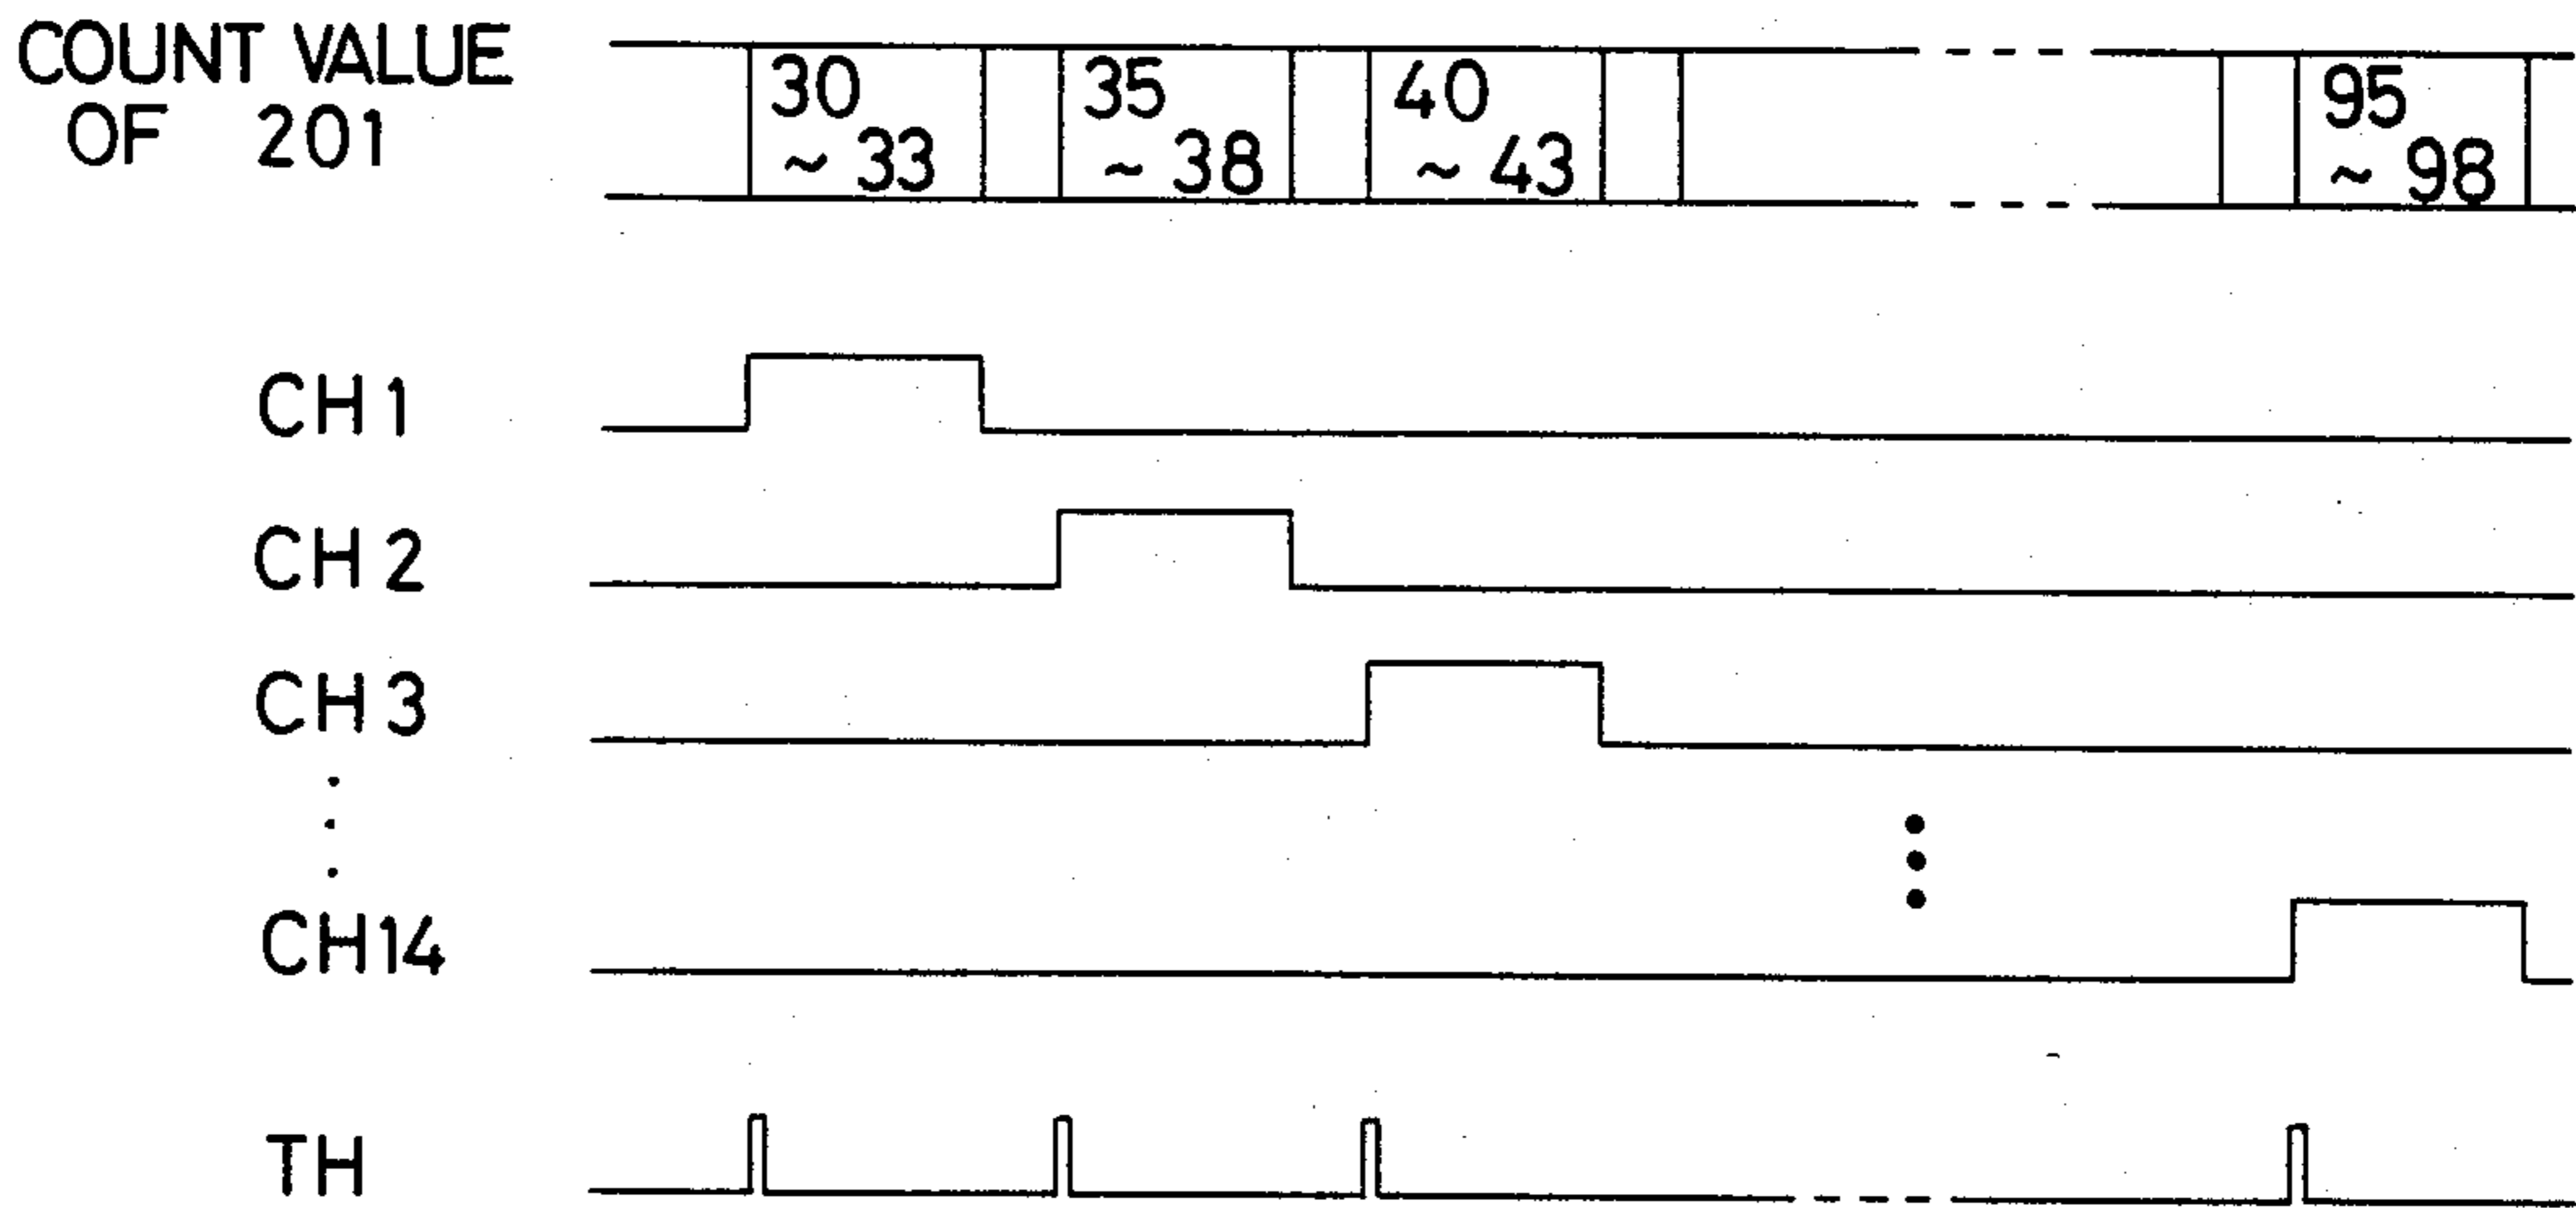 COUNT VALUE
OF 201
30
~ 33
35
~ 38
40
~ 43
95
~ 98
CH1
CH2
CH3
CH14
TH